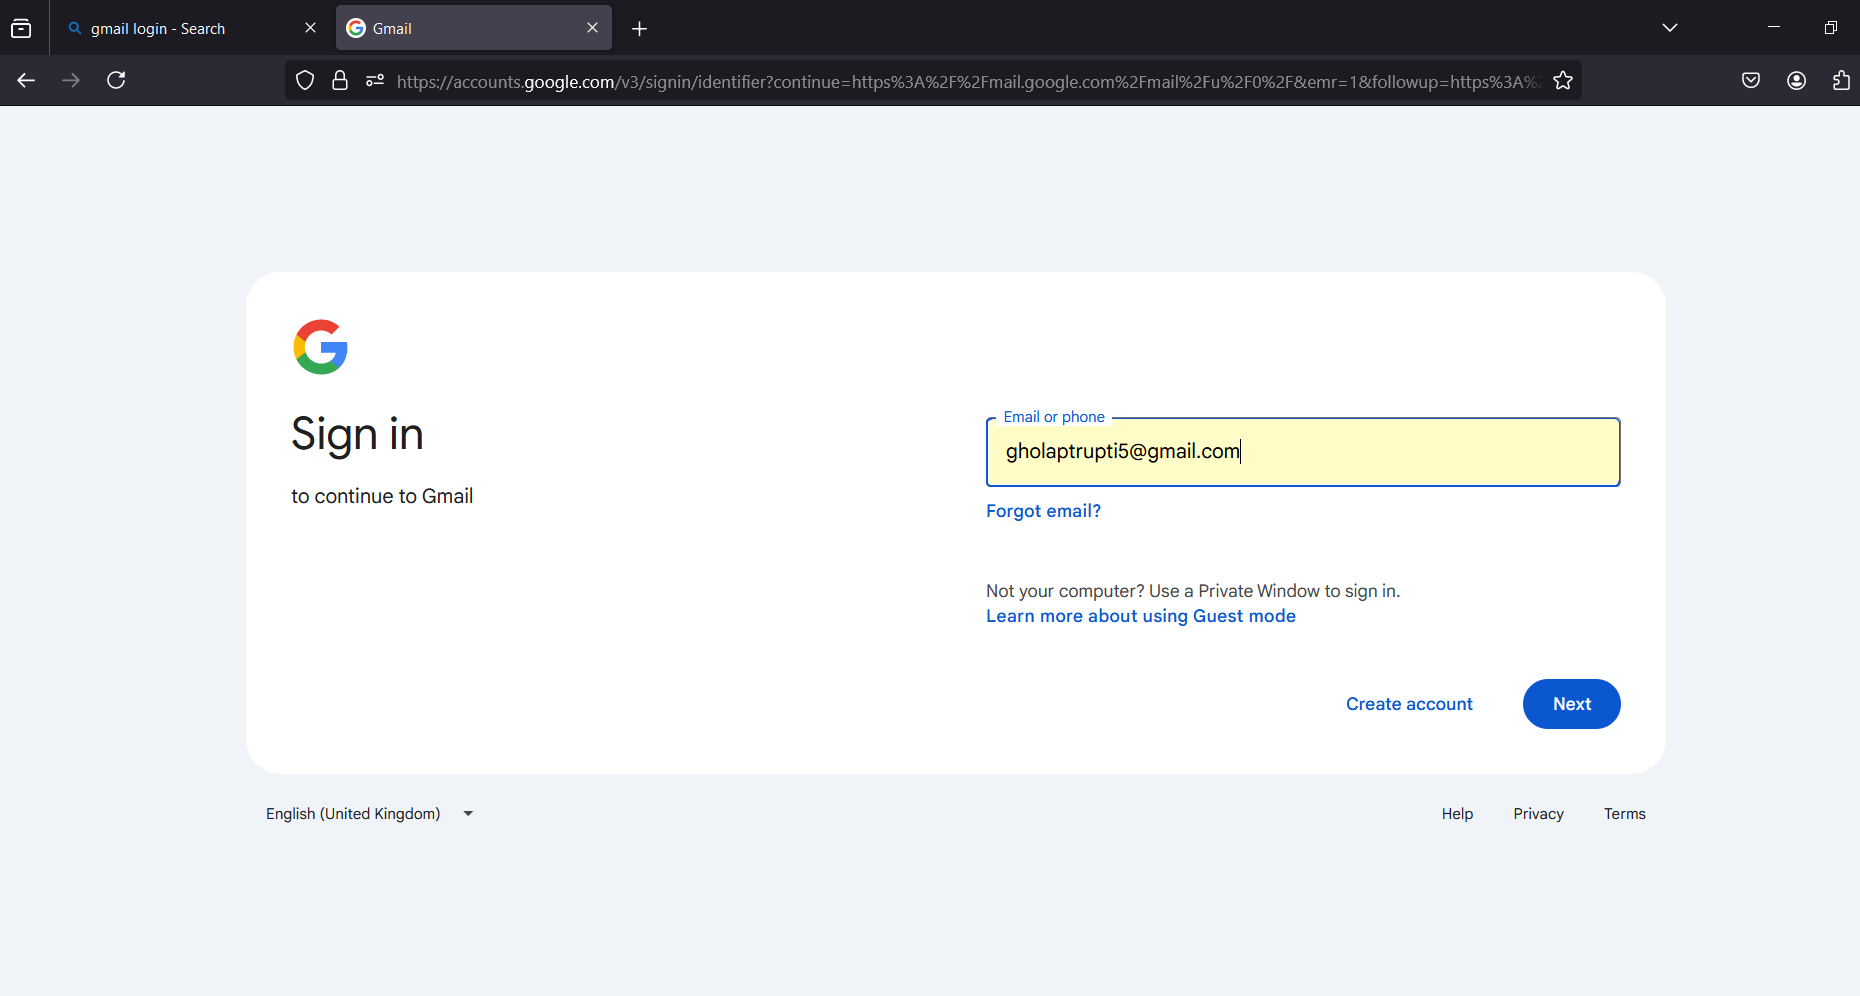 gmail login - Search
Gmail
https://accounts.google.com/v3/signin/identifier?continue=https%3A%2F%2Fmail.google.com%2Fmail%2Fu%2F0%2F&emr=1&followup=https%3A%2
Sign in
to continue to Gmail
Email or phone
gholaptrupti5@gmail.com
Forgot email?
Not your computer? Use a Private Window to sign in.
Learn more about using Guest mode
Create account
Next
English (United Kingdom)
Help
Privacy
Terms